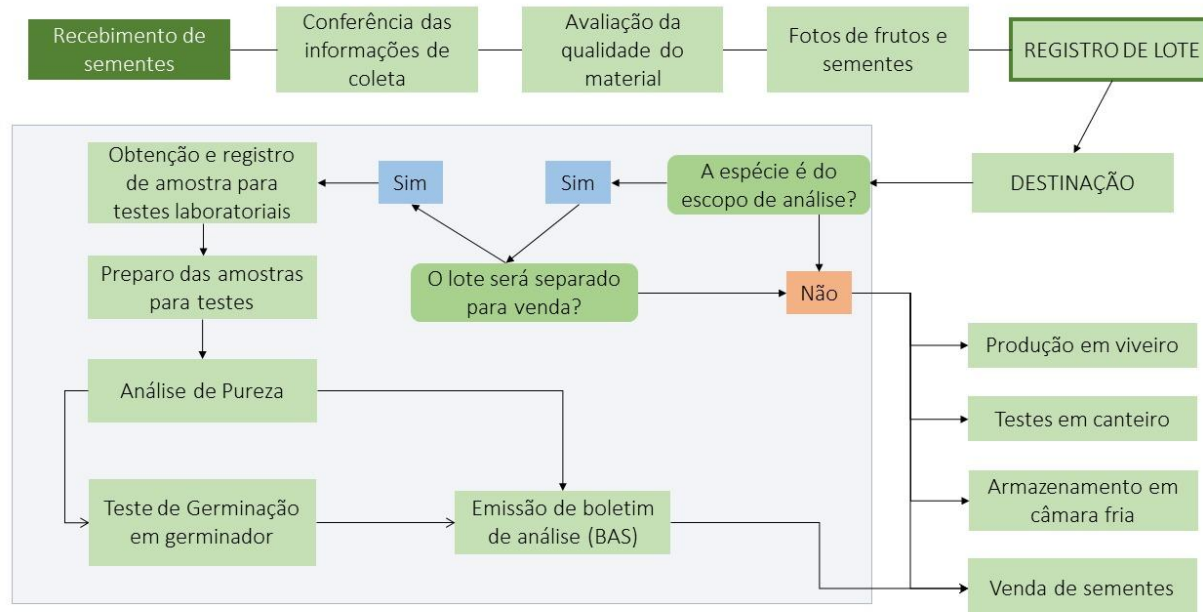 Recebimento de
sementes
Conferência das
informações de
coleta
Avaliação da
qualidade do
material
Fotos de frutos e
sementes
REGISTRO DE LOTE
DESTINAÇÃO
A espécie é do
escopo de análise?
Sim
Sim
Obtenção e registro
de amostra para
testes laboratoriais
O lote será separado
para venda?
Não
Preparo das amostras
para testes
Análise de Pureza
Teste de Germinação
em germinador
Emissão de boletim
de análise (BAS)
Produção em viveiro
Testes em canteiro
Armazenamento em
câmara fria
Venda de sementes